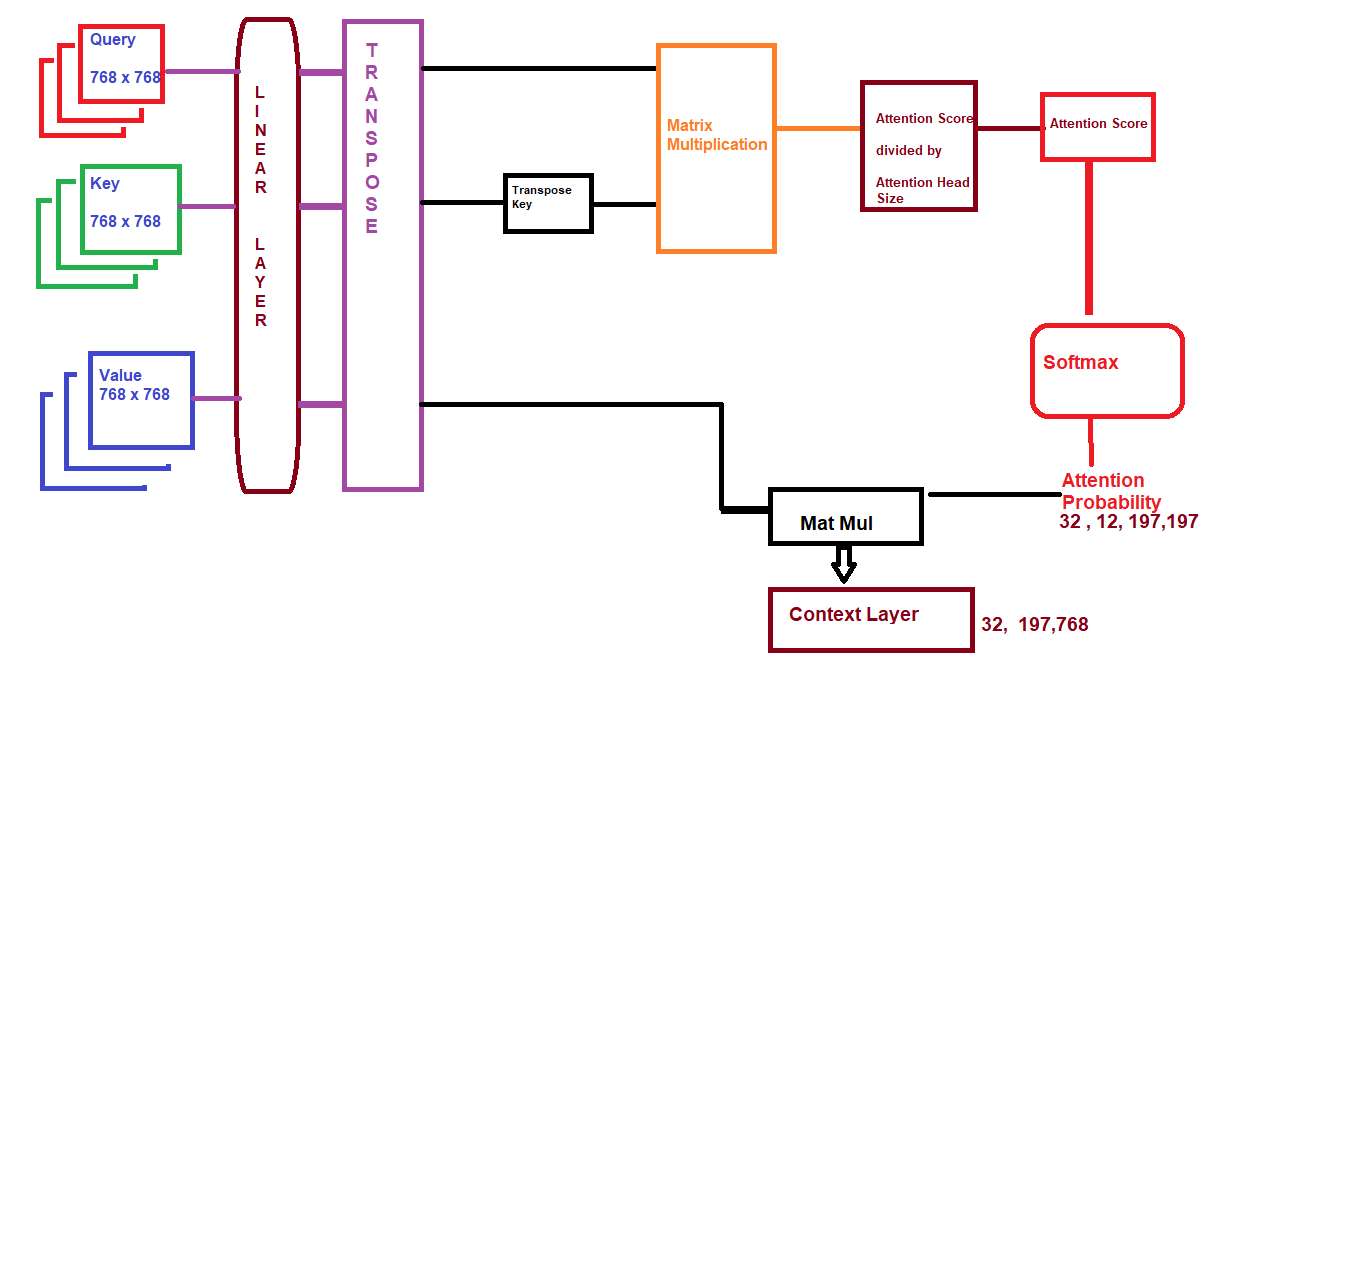 Query
768 x 768
Key
768 x 768
Value
768 x 768
LINEAR
LAYER
TRANSPOSE
Transpose
Key
Matrix
Multiplication
Attention Score
divided by
Attention Head
Size
Attention Score
Softmax
Attention
Probability
32 , 12, 197,197
Mat Mul
Context Layer
32, 197,768